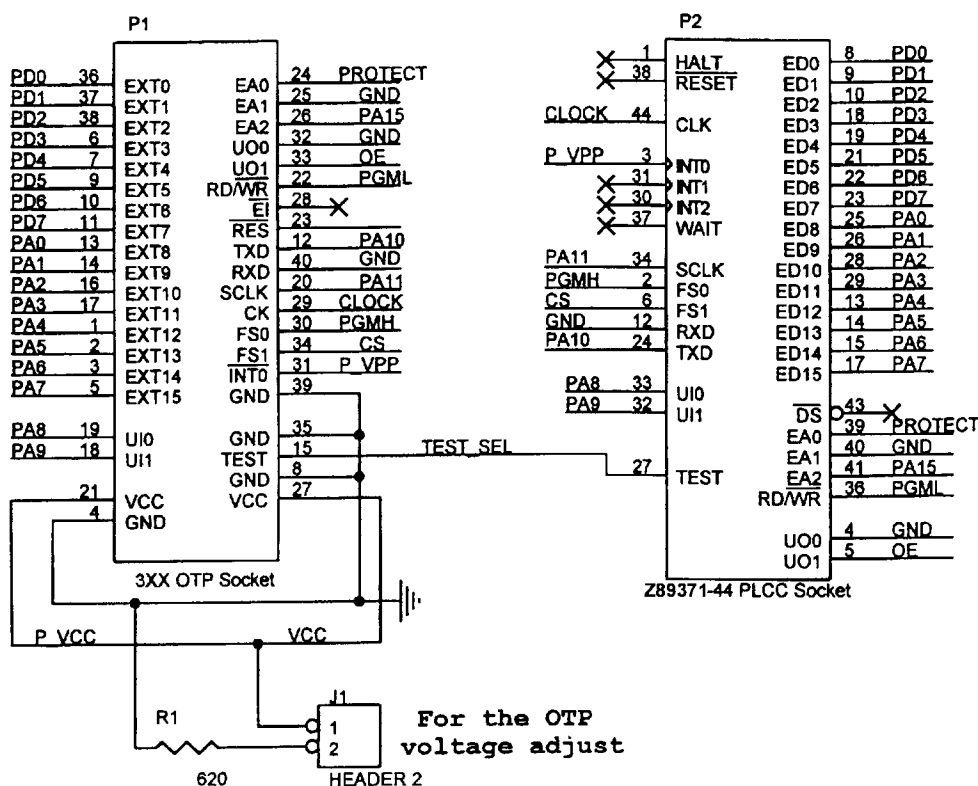 P1
PD0 36 EXT0 EA0 24 PROTECT
PD1 37 EXT1 EA1 25 GND
PD2 38 EXT2 EA2 26 PA15
PD3 6 EXT3 UO0 32 GND
PD4 7 EXT4 UO1 33 OE
PD5 9 EXT5 RD/WR 22 PGML
PD6 10 EXT6 EI 28
PD7 11 EXT7 RES 23
PA0 13 EXT8 TXD 12 PA10
PA1 14 EXT9 RXD 40 GND
PA2 16 EXT10 SCLK 20 PA11
PA3 17 EXT11 CK 29 CLOCK
PA4 1 EXT12 FS0 30 PGMH
PA5 2 EXT13 FS1 34 CS
PA6 3 EXT14 INT0 31 P_VPP
PA7 5 EXT15 GND 39
PA8 19 UI0 GND 35
PA9 18 UI1 TEST 15 TEST_SEL
GND 8
21 VCC VCC 27
4 GND
3XX OTP Socket
P_VCC VCC
R1
620
J1
1
2
HEADER 2
For the OTP
voltage adjust
P2
1 HALT ED0 8 PD0
38 RESET ED1 9 PD1
ED2 10 PD2
CLOCK 44 CLK ED3 18 PD3
ED4 19 PD4
P_VPP 3 INT0 ED5 21 PD5
31 INT1 ED6 22 PD6
30 INT2 ED7 23 PD7
37 WAIT ED8 25 PA0
ED9 26 PA1
PA11 34 SCLK ED10 28 PA2
PGMH 2 FS0 ED11 29 PA3
CS 6 FS1 ED12 13 PA4
GND 12 RXD ED13 14 PA5
PA10 24 TXD ED14 15 PA6
ED15 17 PA7
PA8 33 UI0
PA9 32 UI1 DS 43
EA0 39 PROTECT
EA1 40 GND
27 TEST EA2 41 PA15
RD/WR 36 PGML
UO0 4 GND
UO1 5 OE
Z89371-44 PLCC Socket